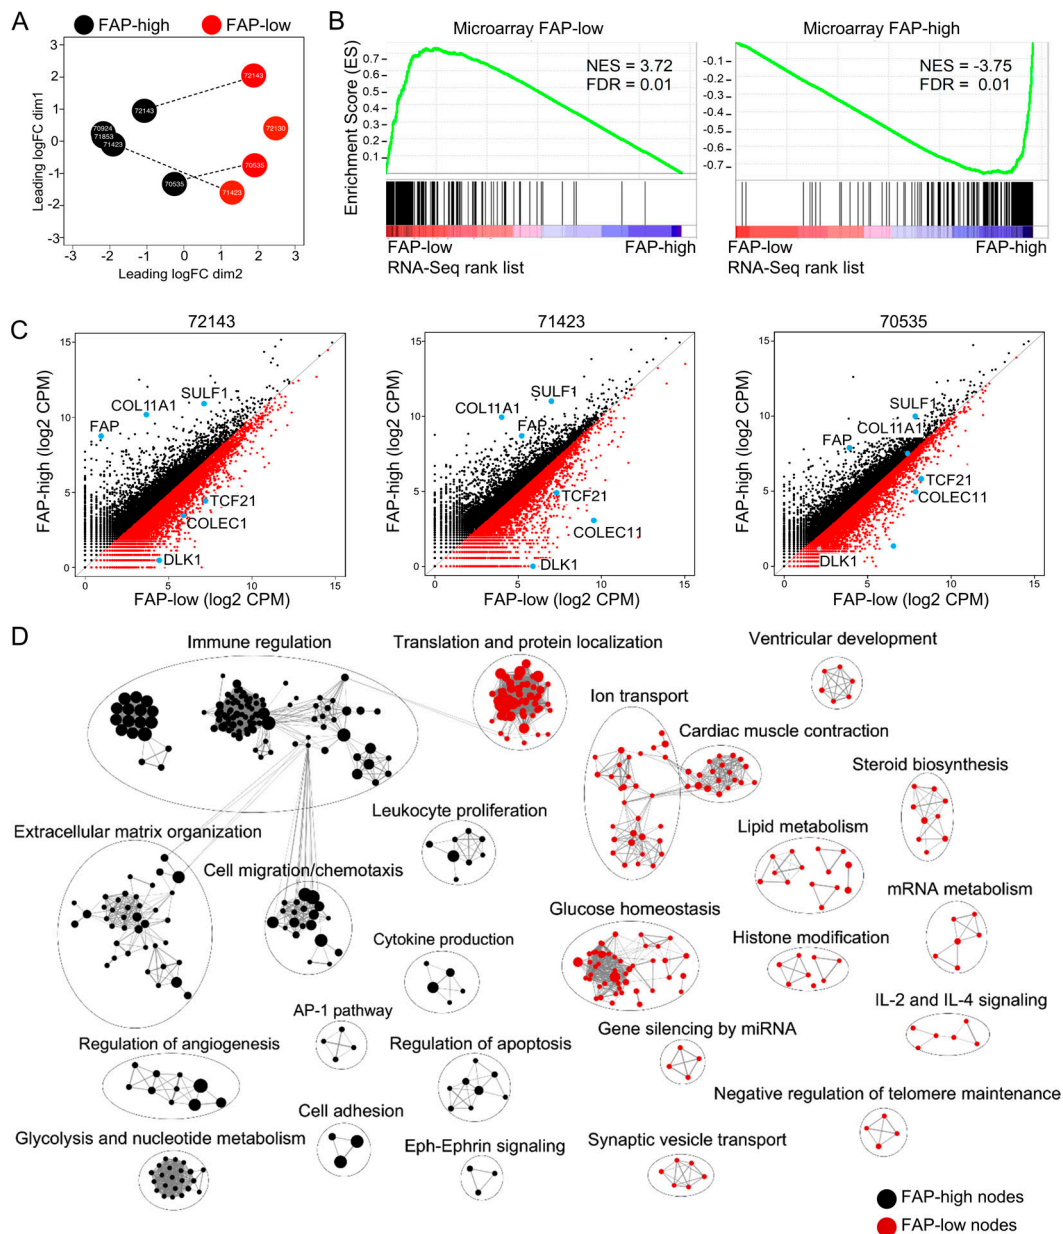 A
FAP-high
FAP-low
3
2
1
0
-1
-2
-3
Leading logFC dim1
72143
72143
72130
70924
71853
71423
70535
70535
71423
-3 -2 -1 0 1 2 3
Leading logFC dim2
B
Microarray FAP-low
Enrichment Score (ES)
0.7
0.6
0.5
0.4
0.3
0.2
0.1
NES = 3.72
FDR = 0.01
FAP-low FAP-high
RNA-Seq rank list
Microarray FAP-high
-0.1
-0.2
-0.3
-0.4
-0.5
-0.6
-0.7
NES = -3.75
FDR = 0.01
FAP-low FAP-high
RNA-Seq rank list
C
72143
FAP-high (log2 CPM)
15
10
5
0
SULF1
COL11A1
FAP
TCF21
COLEC1
DLK1
0 5 10 15
FAP-low (log2 CPM)
71423
FAP-high (log2 CPM)
15
10
5
0
SULF1
COL11A1
FAP
TCF21
COLEC11
DLK1
0 5 10 15
FAP-low (log2 CPM)
70535
FAP-high (log2 CPM)
15
10
5
0
SULF1
COL11A1
FAP
TCF21
COLEC11
DLK1
0 5 10 15
FAP-low (log2 CPM)
D
Immune regulation
Translation and protein localization
Ventricular development
Ion transport
Cardiac muscle contraction
Steroid biosynthesis
Leukocyte proliferation
Extracellular matrix organization
Lipid metabolism
Cell migration/chemotaxis
mRNA metabolism
Glucose homeostasis
Cytokine production
Histone modification
IL-2 and IL-4 signaling
AP-1 pathway
Gene silencing by miRNA
Regulation of angiogenesis
Regulation of apoptosis
Negative regulation of telomere maintenance
Cell adhesion
Glycolysis and nucleotide metabolism
Eph-Ephrin signaling
Synaptic vesicle transport
FAP-high nodes
FAP-low nodes